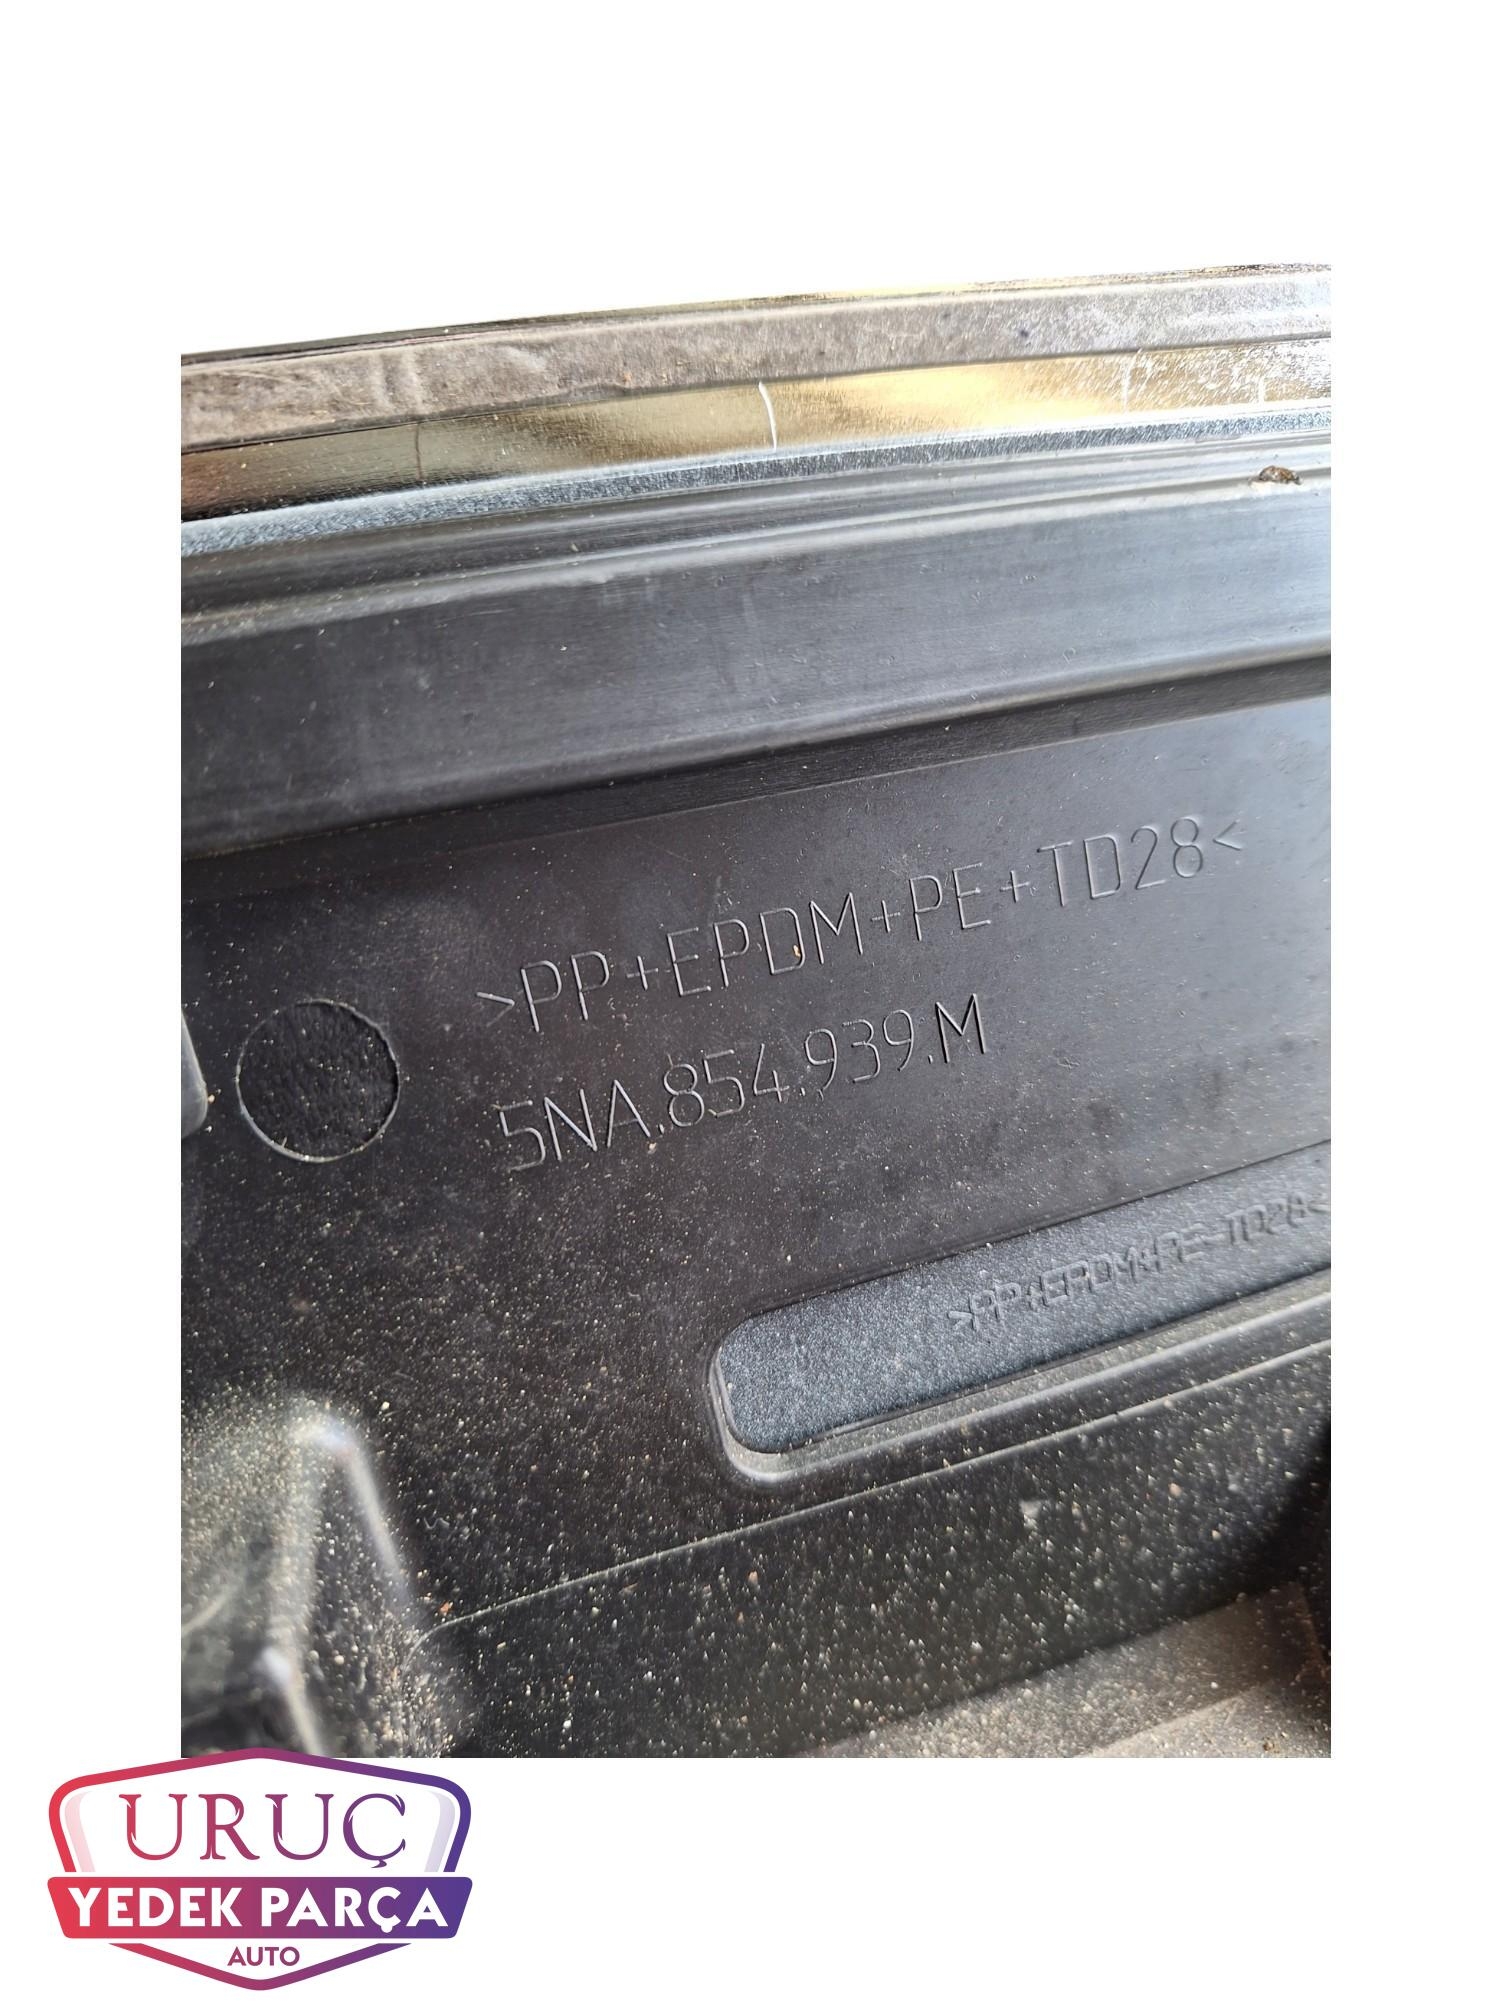 >PP+EPDM+PE+TD28<
5NA.854.939.M
>PP+EPDM+PE-TD28<
URUÇ
YEDEK PARÇA
AUTO